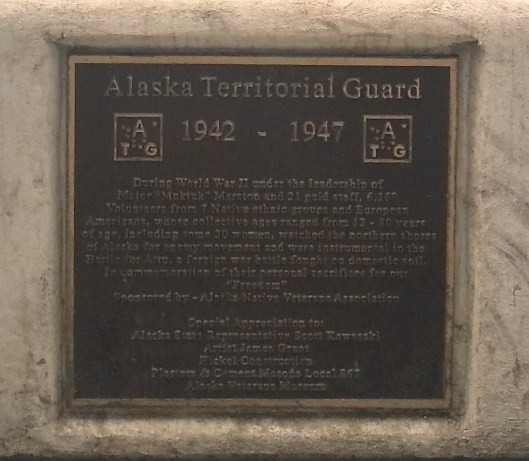 Alaska Territorial Guard
A
T G
1942 - 1947
A
T G
During World War II under the leadership of
Major "Muktuk" Marston and 21 paid staff, 6,369
Volunteers from 7 Native ethnic groups and European
Americans, whose collective ages ranged from 12 - 80 years
of age, including some 20 women, watched the northern shores
of Alaska for enemy movement and were instrumental in the
Battle for Attu, a foreign war battle fought on domestic soil.
In commemoration of their personal sacrifices for our
"Freedom"
Sponsored by - Alaska Native Veterans Association
Special Appreciation to:
Alaska State Representative Scott Kawasaki
Artist James Grant
Nickel Construction
Plasters & Cement Masons Local 867
Alaska Veterans Museum